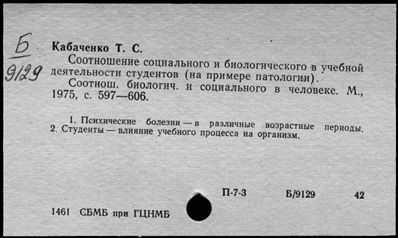 Б
9129
Кабаченко Т. С.
Соотношение социального и биологического в учебной
деятельности студентов (на примере патологии).
Соотнош. биологич. и социального в человеке. М.,
1975, с. 597—606.
1. Психические болезни — в различные возрастные периоды.
2. Студенты — влияние учебного процесса на организм.
П-7-3 Б/9129 42
1461 СБМБ при ГЦНМБ